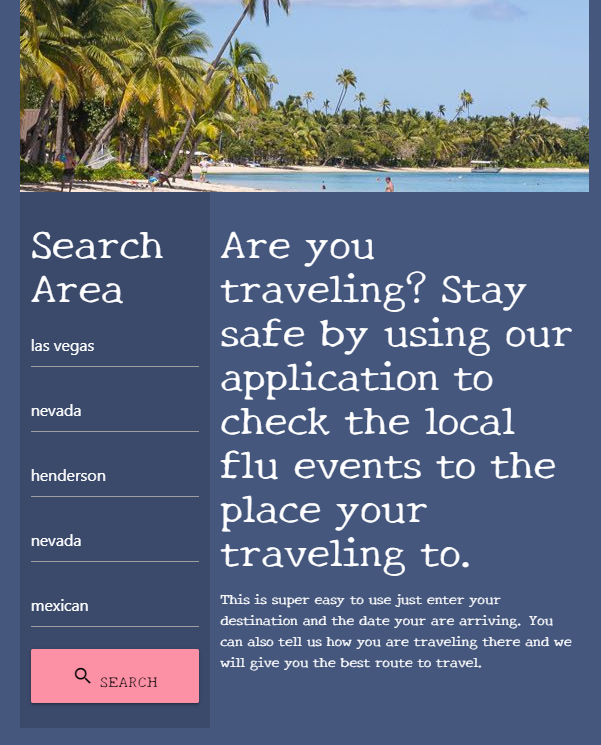 Search
Area
las vegas
nevada
henderson
nevada
mexican
SEARCH
Are you
traveling? Stay
safe by using our
application to
check the local
flu events to the
place your
traveling to.
This is super easy to use just enter your
destination and the date your are arriving. You
can also tell us how you are traveling there and we
will give you the best route to travel.